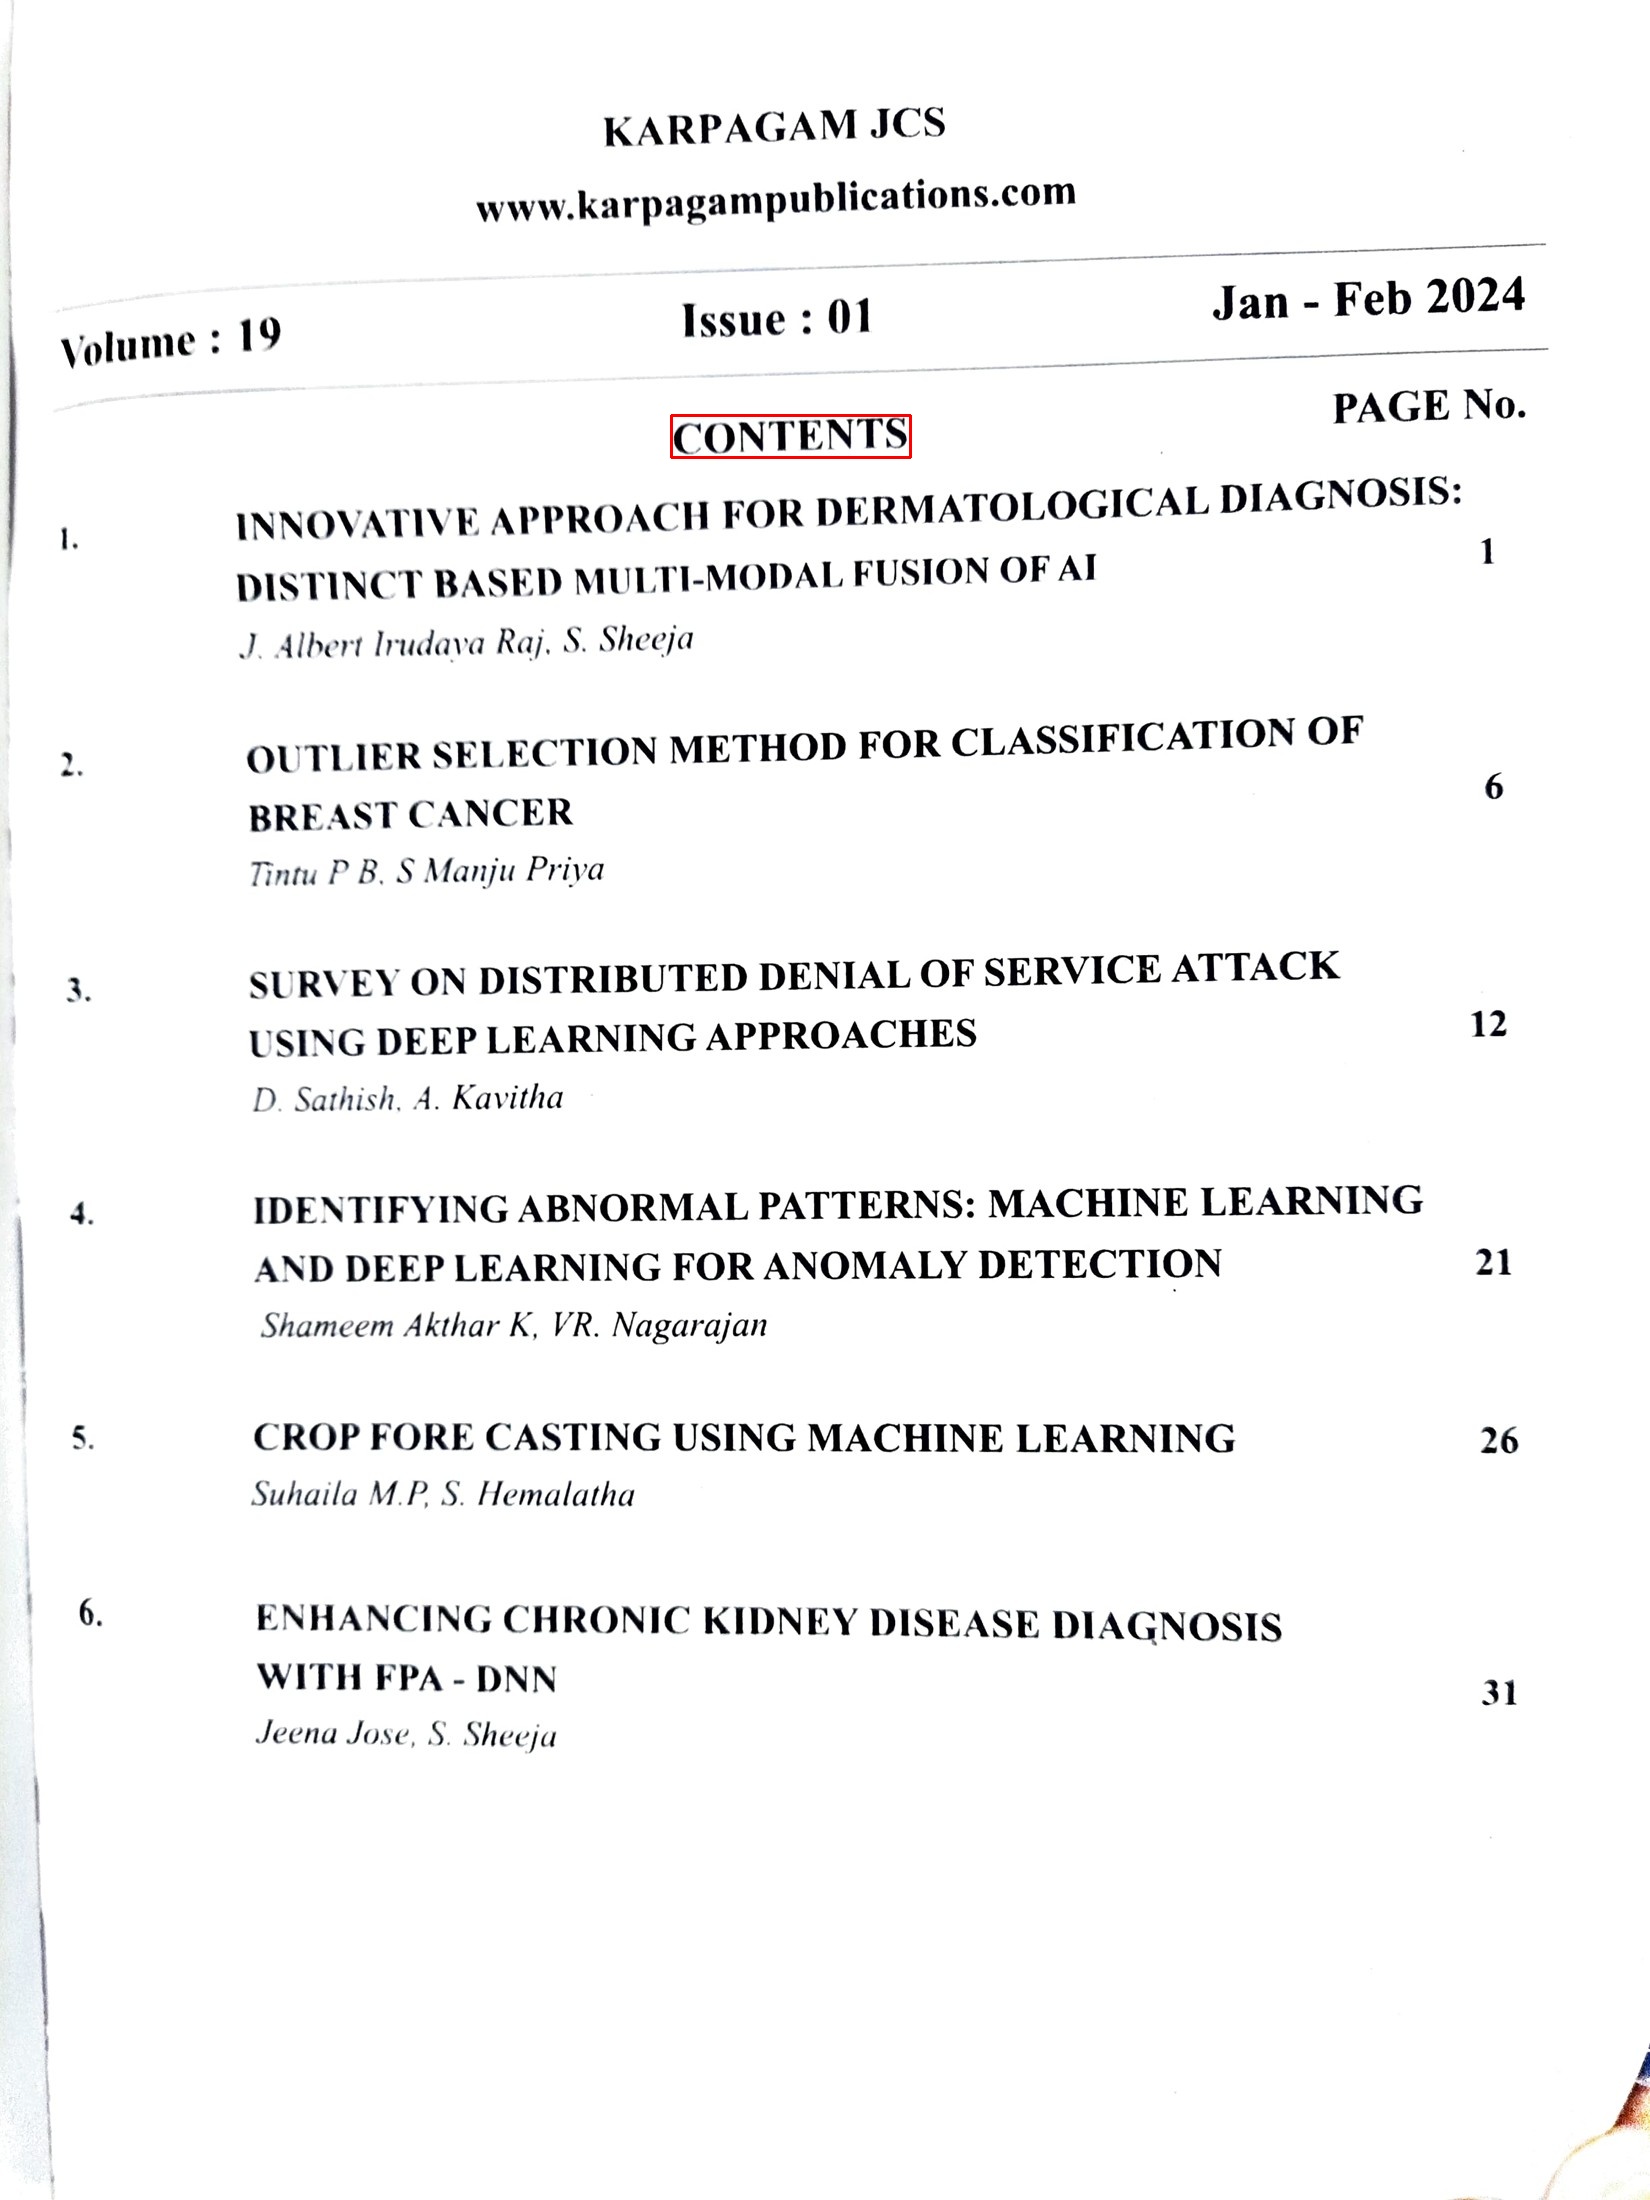 KARPAGAM JCS
www.karpagampublications.com
Volume : 19 Issue : 01 Jan - Feb 2024
CONTENTS PAGE No.
1. INNOVATIVE APPROACH FOR DERMATOLOGICAL DIAGNOSIS:
DISTINCT BASED MULTI-MODAL FUSION OF AI 1
J. Albert Irudaya Raj, S. Sheeja
2. OUTLIER SELECTION METHOD FOR CLASSIFICATION OF
BREAST CANCER 6
Tintu P B, S Manju Priya
3. SURVEY ON DISTRIBUTED DENIAL OF SERVICE ATTACK
USING DEEP LEARNING APPROACHES 12
D. Sathish, A. Kavitha
4. IDENTIFYING ABNORMAL PATTERNS: MACHINE LEARNING
AND DEEP LEARNING FOR ANOMALY DETECTION 21
Shameem Akthar K, VR. Nagarajan
5. CROP FORE CASTING USING MACHINE LEARNING 26
Suhaila M.P, S. Hemalatha
6. ENHANCING CHRONIC KIDNEY DISEASE DIAGNOSIS
WITH FPA - DNN 31
Jeena Jose, S. Sheeja